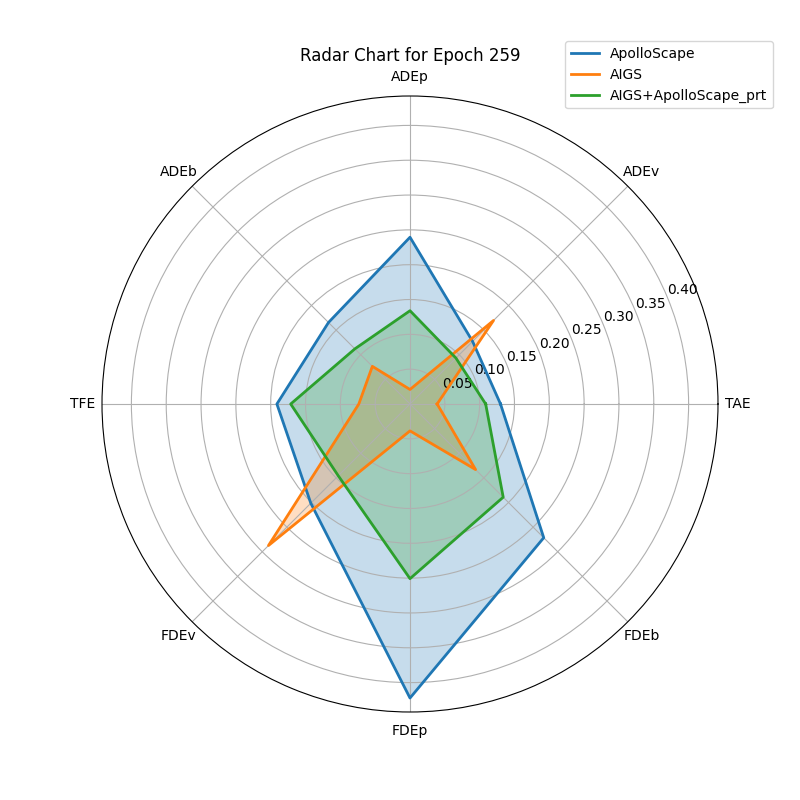 Radar Chart for Epoch 259
ApolloScape
AIGS
AIGS+ApolloScape_prt
ADEp
ADEb
ADEv
0.40
0.35
0.30
0.25
0.20
0.15
0.10
0.05
TFE
TAE
FDEv
FDEb
FDEp